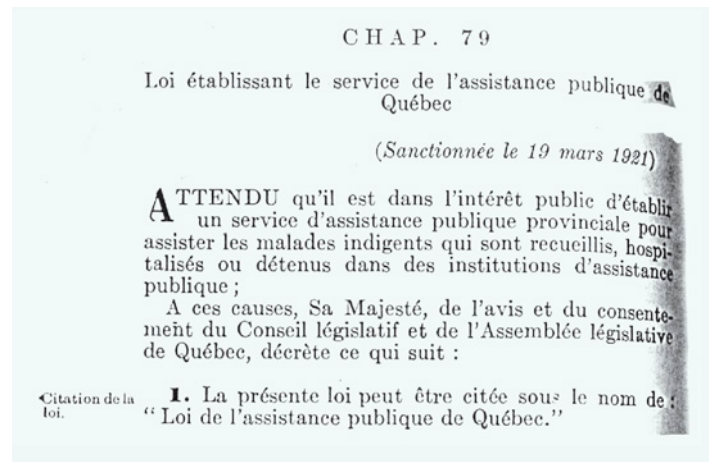 CHAP. 79
Loi établissant le service de l'assistance publique de
Québec
(Sanctionnée le 19 mars 1921)
ATTENDU qu'il est dans l'intérêt public d'établir
un service d'assistance publique provinciale pour
assister les malades indigents qui sont recueillis, hospi-
talisés ou détenus dans des institutions d'assistance
publique ;
A ces causes, Sa Majesté, de l'avis et du consente-
ment du Conseil législatif et de l'Assemblée législative
de Québec, décrète ce qui suit :
Citation de la
loi.
1. La présente loi peut être citée sous le nom de :
“ Loi de l'assistance publique de Québec.”